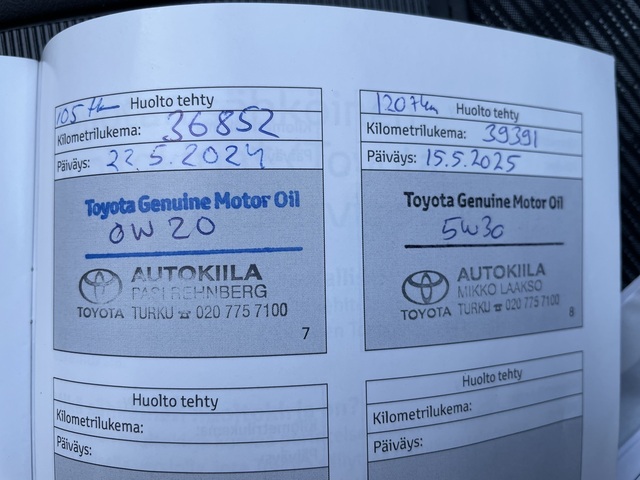 105 tkm Huolto tehty
Kilometrilukema: 36852
Päiväys: 22.5.2024
Toyota Genuine Motor Oil
0W20
AUTOKIILA
PASI REHNBERG
TOYOTA TURKU ☎ 020 775 7100
7
120 tkm Huolto tehty
Kilometrilukema: 39391
Päiväys: 15.5.2025
Toyota Genuine Motor Oil
5W30
AUTOKIILA
MIKKO LAAKSO
TOYOTA TURKU ☎ 020 775 7100
8
Huolto tehty
Kilometrilukema:
Päiväys:
Huolto tehty
Kilometrilukema:
Päiväys: